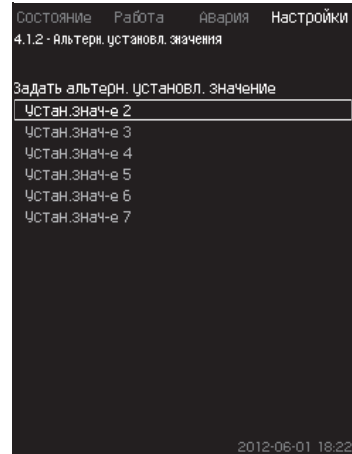 Состояние Работа Авария Настройки
4.1.2 - Альтерн. установл. значения
Задать альтерн. установл. значение
Устан.знач-е 2
Устан.знач-е 3
Устан.знач-е 4
Устан.знач-е 5
Устан.знач-е 6
Устан.знач-е 7
2012-06-01 18:22